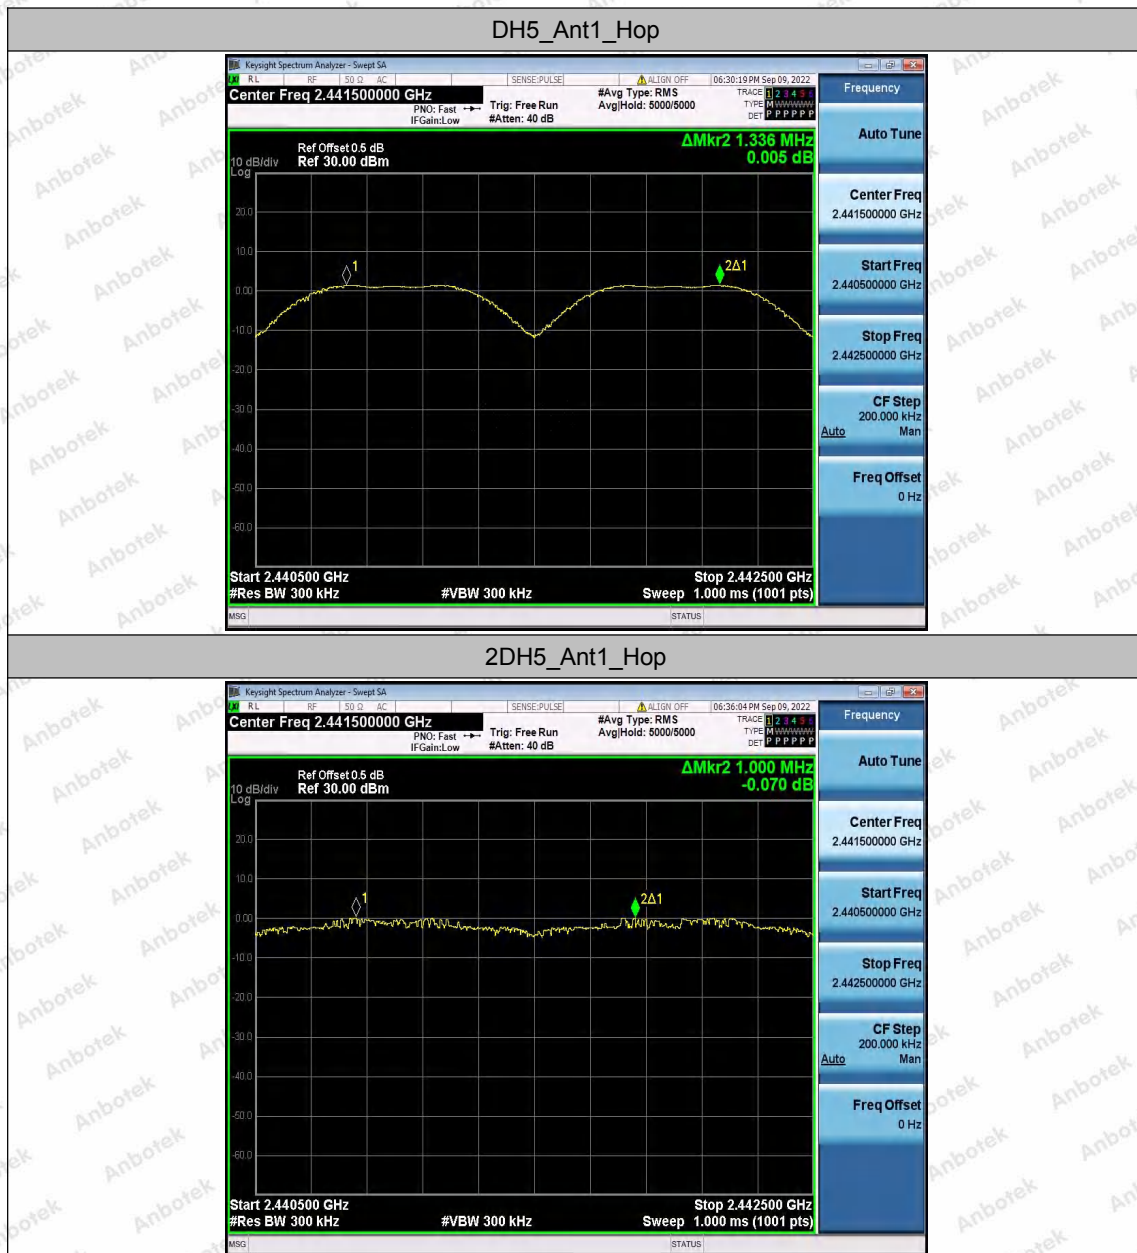 DH5_Ant1_Hop
Keysight Spectrum Analyzer - Swept SA
RL RF 50 Ω AC SENSE:PULSE ALIGN OFF 06:30:19 PM Sep 09, 2022
Center Freq 2.441500000 GHz
PNO: Fast
IFGain:Low
Trig: Free Run
#Atten: 40 dB
#Avg Type: RMS
Avg|Hold: 5000/5000
TRACE 1 2 3 4 5 6
TYPE M WWWWW
DET P P P P P P
Ref Offset 0.5 dB
10 dB/div Ref 30.00 dBm
Log
ΔMkr2 1.336 MHz
0.005 dB
20.0
10.0
0.00
-10.0
-20.0
-30.0
-40.0
-50.0
-60.0
1
2Δ1
Start 2.440500 GHz Stop 2.442500 GHz
#Res BW 300 kHz #VBW 300 kHz Sweep 1.000 ms (1001 pts)
MSG STATUS
Frequency
Auto Tune
Center Freq
2.441500000 GHz
Start Freq
2.440500000 GHz
Stop Freq
2.442500000 GHz
CF Step
200.000 kHz
Auto Man
Freq Offset
0 Hz
2DH5_Ant1_Hop
Keysight Spectrum Analyzer - Swept SA
RL RF 50 Ω AC SENSE:PULSE ALIGN OFF 06:36:04 PM Sep 09, 2022
Center Freq 2.441500000 GHz
PNO: Fast
IFGain:Low
Trig: Free Run
#Atten: 40 dB
#Avg Type: RMS
Avg|Hold: 5000/5000
TRACE 1 2 3 4 5 6
TYPE M WWWWW
DET P P P P P P
Ref Offset 0.5 dB
10 dB/div Ref 30.00 dBm
Log
ΔMkr2 1.000 MHz
-0.070 dB
20.0
10.0
0.00
-10.0
-20.0
-30.0
-40.0
-50.0
-60.0
1
2Δ1
Start 2.440500 GHz Stop 2.442500 GHz
#Res BW 300 kHz #VBW 300 kHz Sweep 1.000 ms (1001 pts)
MSG STATUS
Frequency
Auto Tune
Center Freq
2.441500000 GHz
Start Freq
2.440500000 GHz
Stop Freq
2.442500000 GHz
CF Step
200.000 kHz
Auto Man
Freq Offset
0 Hz
Anbotek